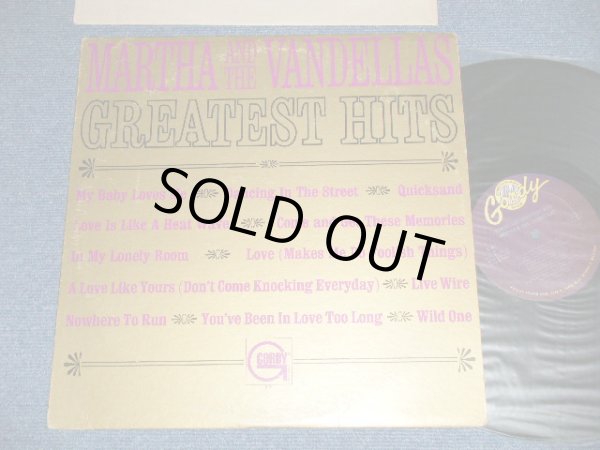 MARTHA AND THE VANDELLAS
GREATEST HITS
My Baby Loves Dancing In The Street Quicksand
Love Is Like A Heat Wave Come and Get These Memories
In My Lonely Room Love (Makes Me Do Foolish Things)
A Love Like Yours (Don't Come Knocking Everyday) Live Wire
Nowhere To Run You've Been In Love Too Long Wild One
GORDY
Gordy
SOLD OUT